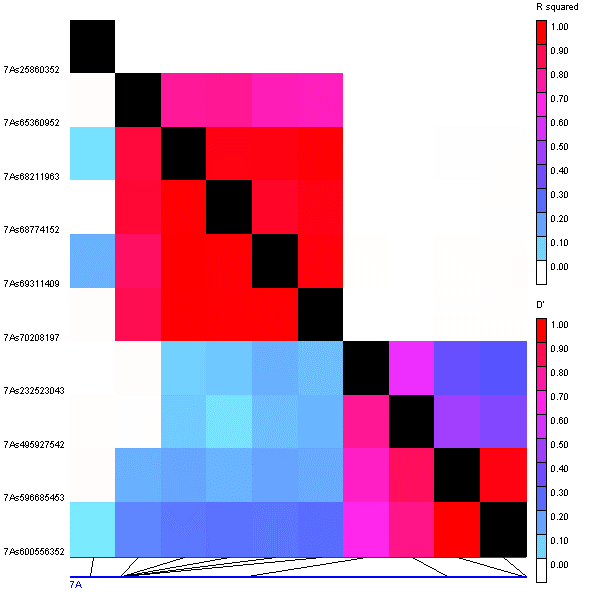 R squared
1.00
0.90
0.80
0.70
0.60
0.50
0.40
0.30
0.20
0.10
0.00
7As25860352
7As65360952
7As68211963
7As68774152
7As69311409
7As70208197
7As232523043
7As495927542
7As596685453
7As600556352
D'
1.00
0.90
0.80
0.70
0.60
0.50
0.40
0.30
0.20
0.10
0.00
7A